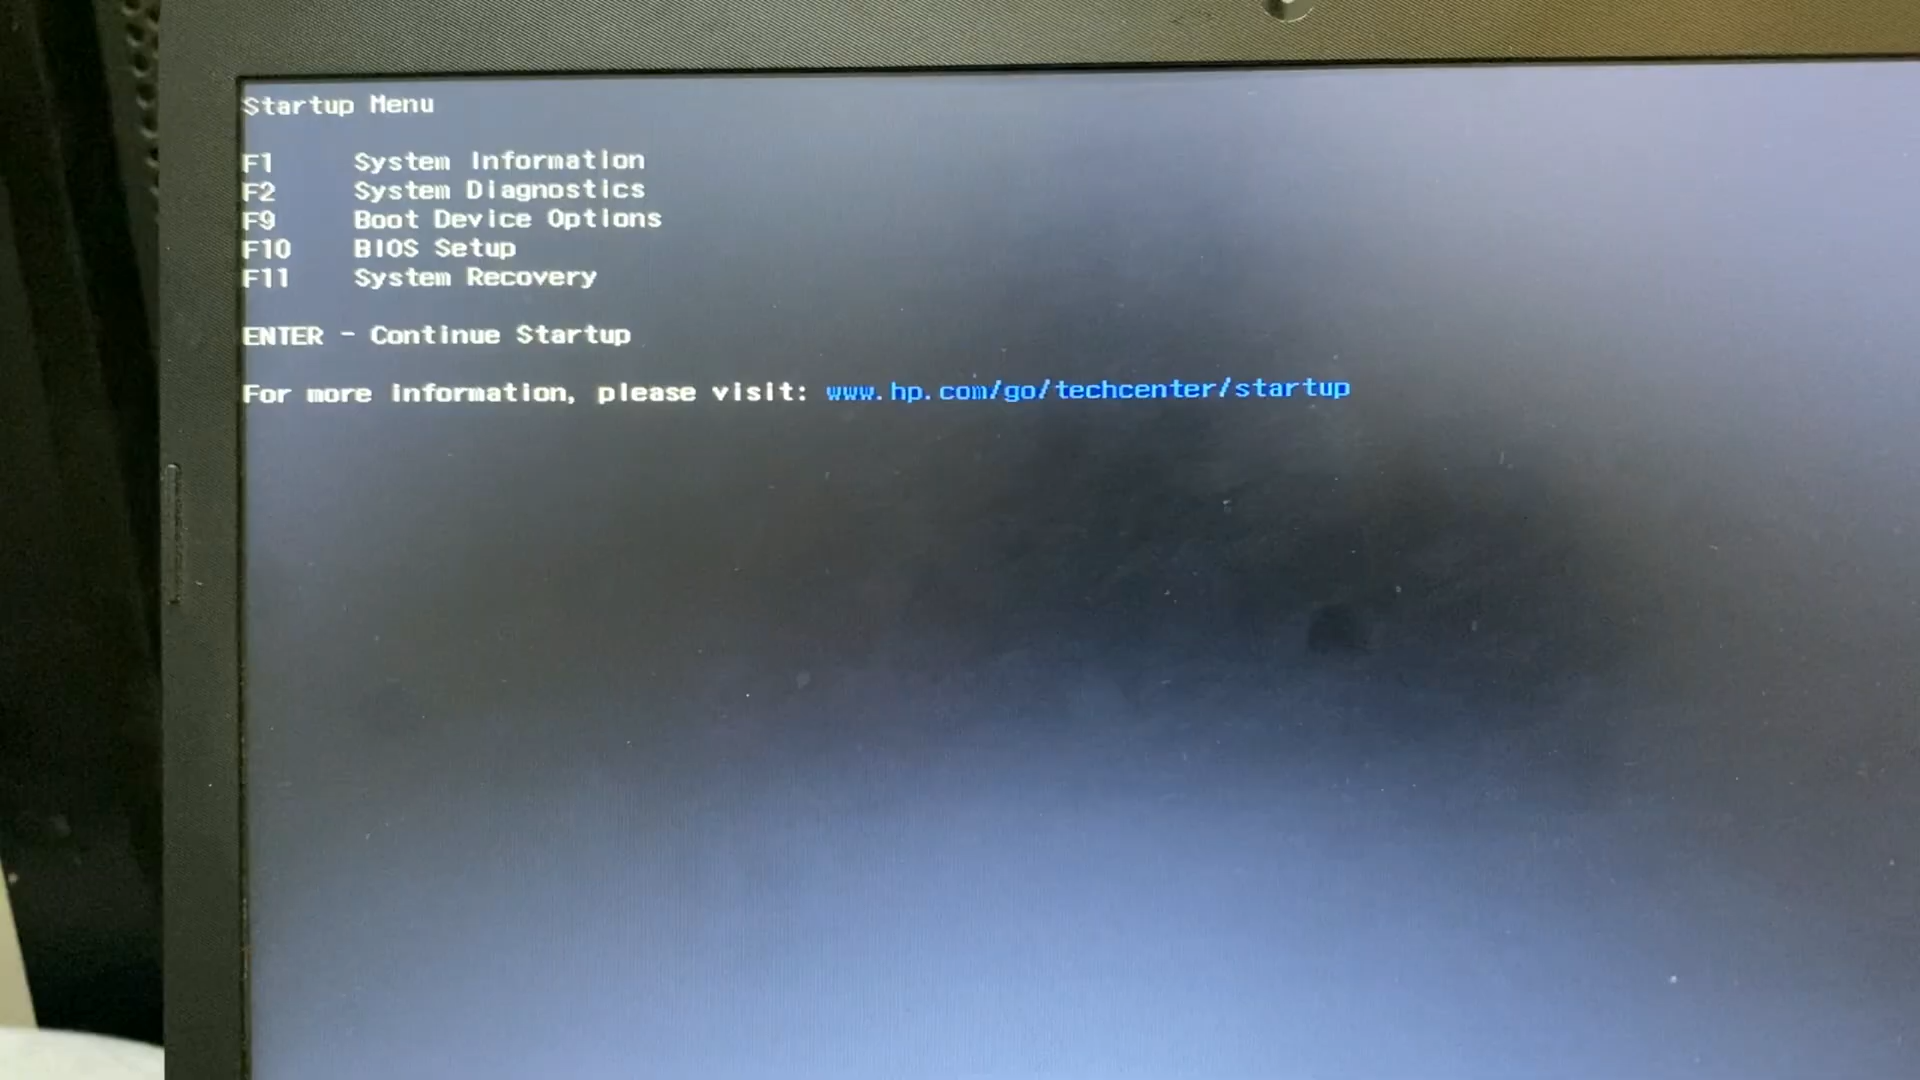 Startup Menu
F1 System Information
F2 System Diagnostics
F9 Boot Device Options
F10 BIOS Setup
F11 System Recovery
ENTER - Continue Startup
For more information, please visit: www.hp.com/go/techcenter/startup